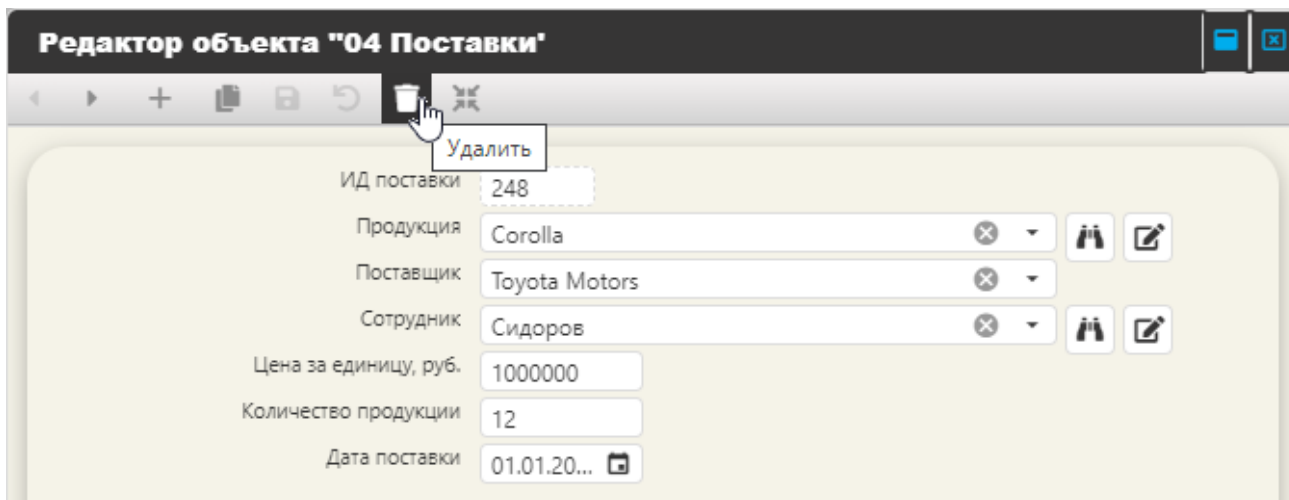 Редактор объекта "04 Поставки'
Удалить
ИД поставки 248
Продукция Corolla
Поставщик Toyota Motors
Сотрудник Сидоров
Цена за единицу, руб. 1000000
Количество продукции 12
Дата поставки 01.01.20...